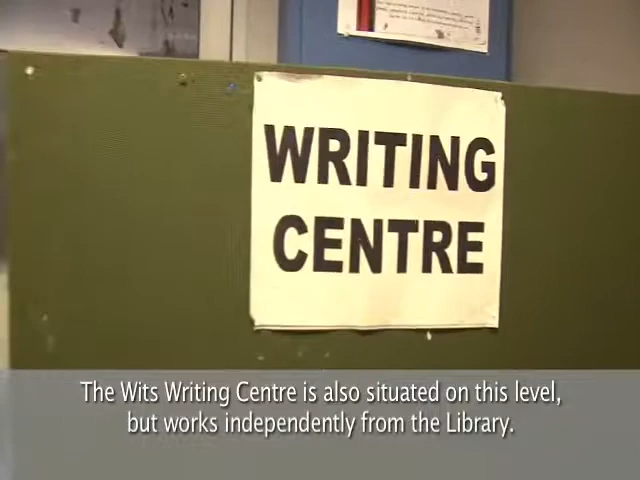 WRITING
CENTRE
The Wits Writing Centre is also situated on this level,
but works independently from the Library.